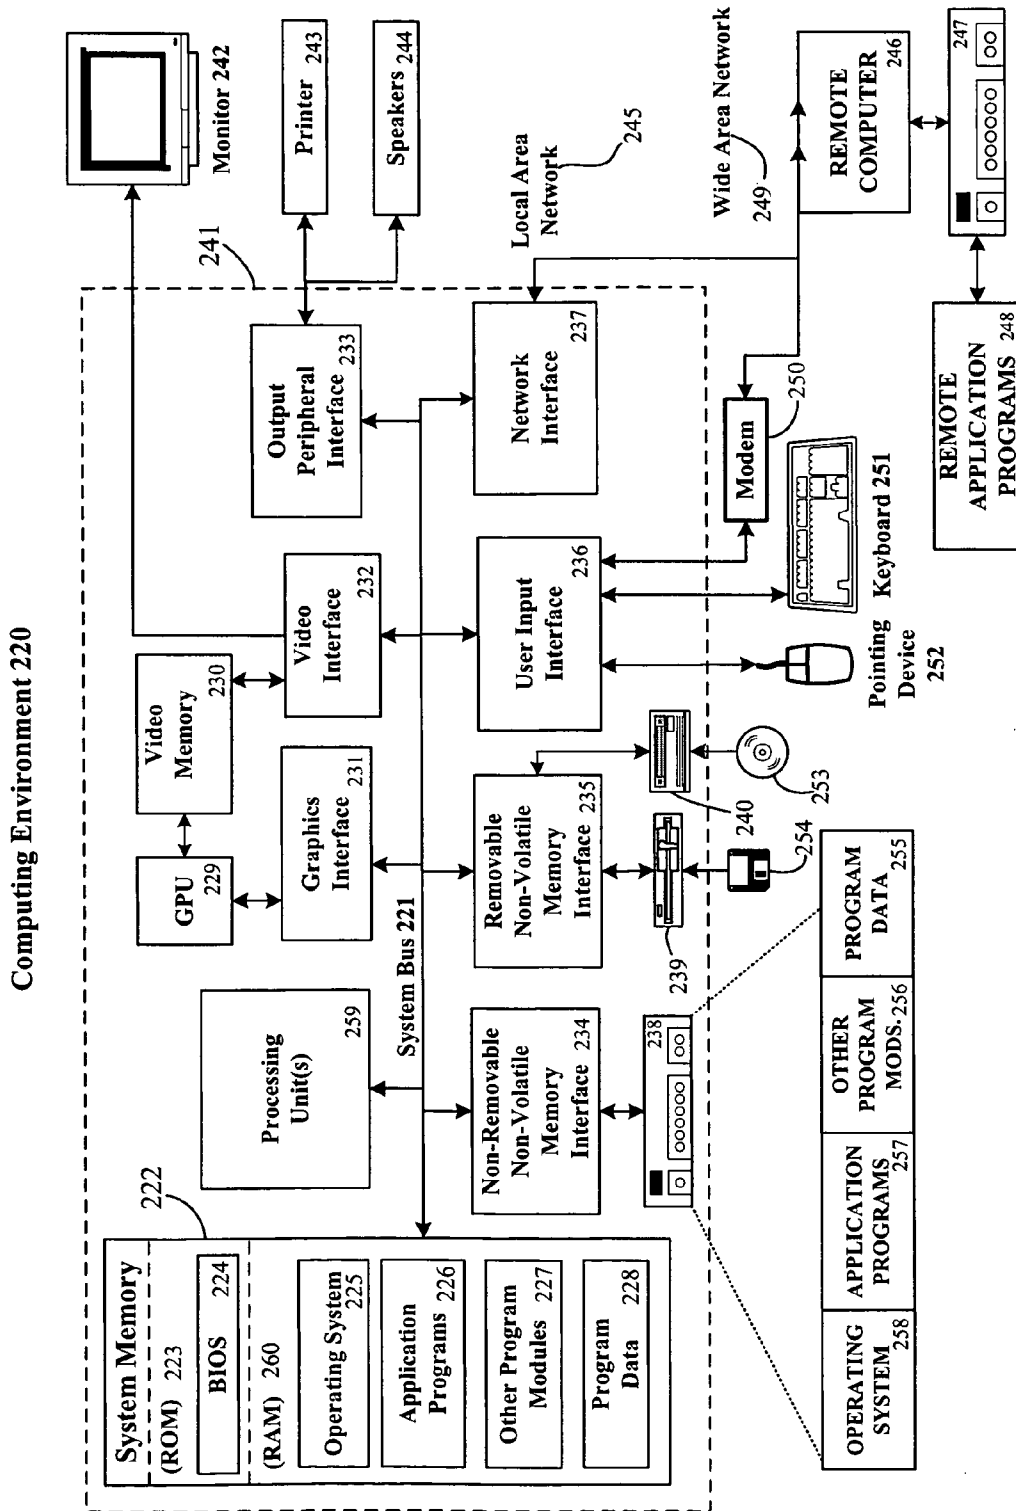 Computing Environment 220
System Memory
222
(ROM) 223
BIOS
224
(RAM) 260
Operating System
225
Application
Programs
226
Other Program
Modules
227
Program
Data
228
Processing
Unit(s)
259
GPU
229
Video
Memory
230
Graphics
Interface
231
Video
Interface
232
Output
Peripheral
Interface
233
241
Monitor 242
Printer
243
Speakers
244
System Bus 221
Non-Removable
Non-Volatile
Memory
Interface
234
Removable
Non-Volatile
Memory
Interface
235
User Input
Interface
236
Network
Interface
237
Local Area
Network
245
238
239
240
254
253
Pointing
Device
252
Keyboard 251
Modem
250
Wide Area Network
249
REMOTE
COMPUTER
246
247
REMOTE
APPLICATION
PROGRAMS
248
OPERATING
SYSTEM
258
APPLICATION
PROGRAMS
257
OTHER
PROGRAM
MODS.
256
PROGRAM
DATA
255